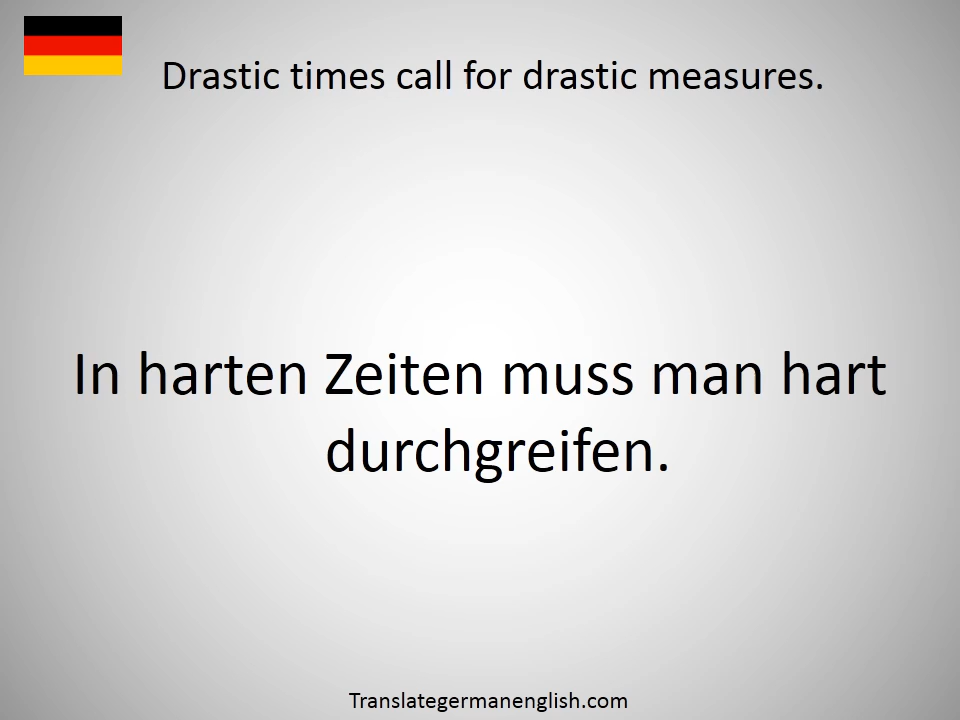 Drastic times call for drastic measures.
In harten Zeiten muss man hart
durchgreifen.
Translategermanenglish.com